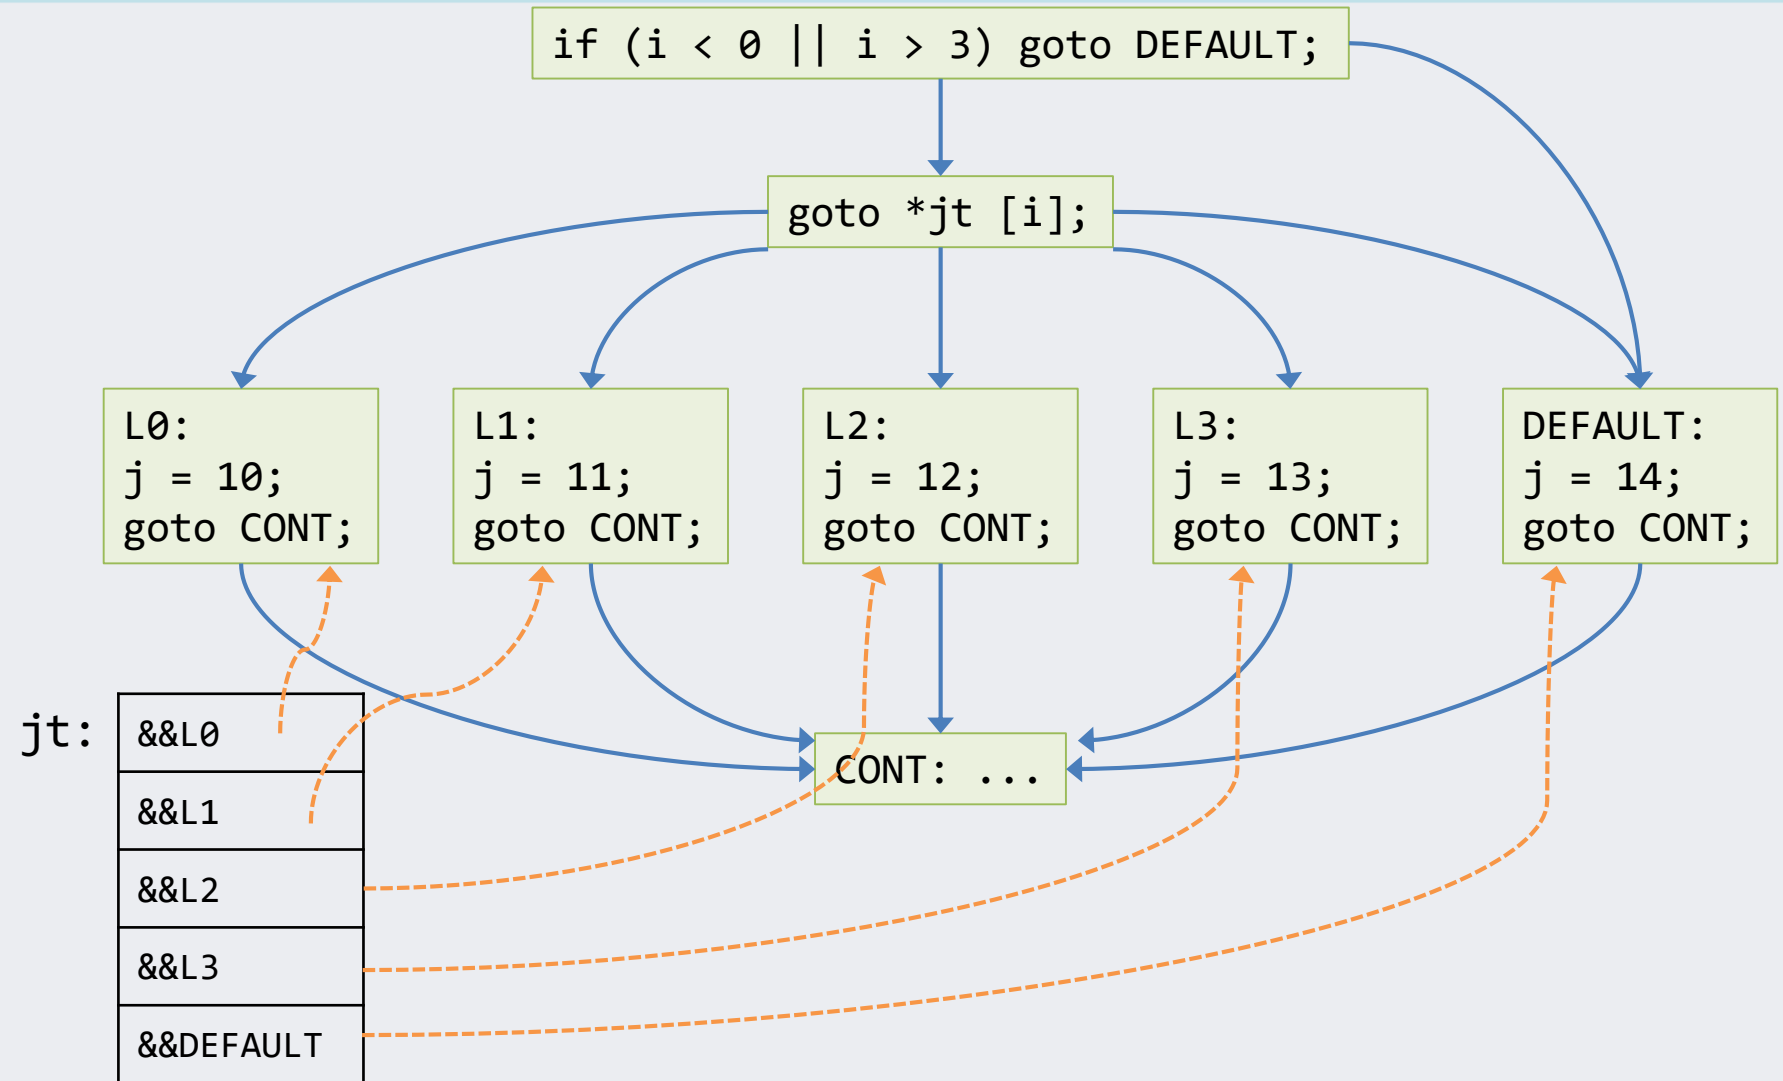 if (i < 0 || i > 3) goto DEFAULT;
goto *jt [i];
L0:
j = 10;
goto CONT;
L1:
j = 11;
goto CONT;
L2:
j = 12;
goto CONT;
L3:
j = 13;
goto CONT;
DEFAULT:
j = 14;
goto CONT;
CONT: ...
jt:
&&L0
&&L1
&&L2
&&L3
&&DEFAULT